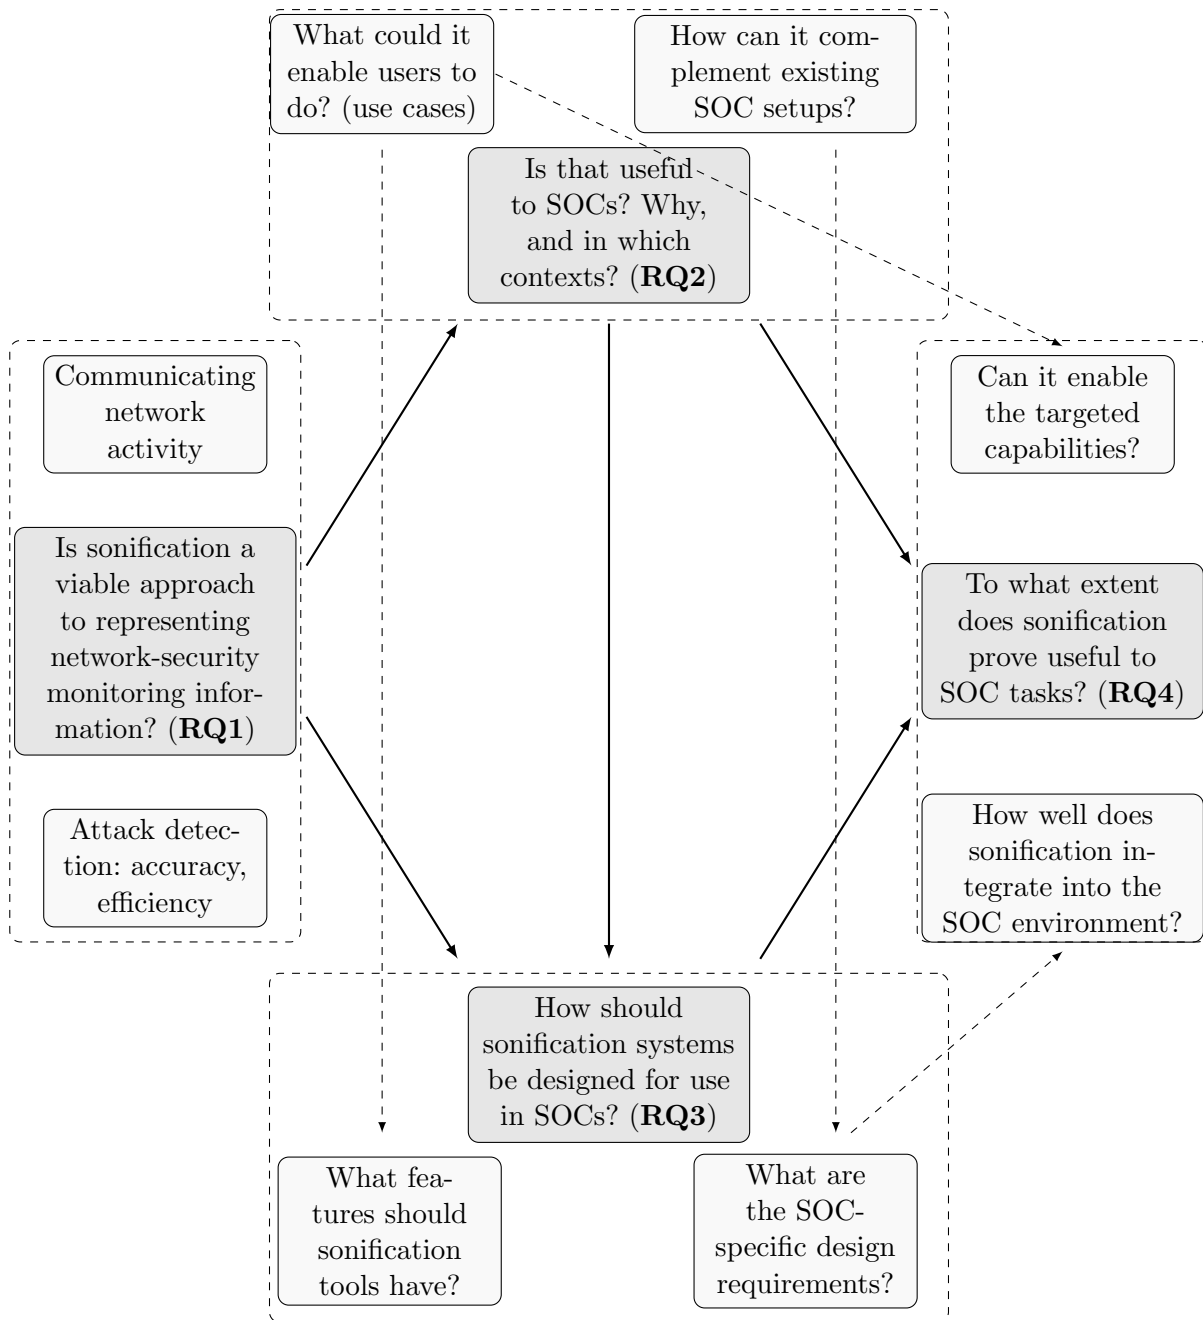 What could it
enable users to
do? (use cases)
How can it com-
plement existing
SOC setups?
Is that useful
to SOCs? Why,
and in which
contexts? (RQ2)
Communicating
network
activity
Is sonification a
viable approach
to representing
network-security
monitoring infor-
mation? (RQ1)
Attack detec-
tion: accuracy,
efficiency
Can it enable
the targeted
capabilities?
To what extent
does sonification
prove useful to
SOC tasks? (RQ4)
How well does
sonification in-
tegrate into the
SOC environment?
How should
sonification systems
be designed for use
in SOCs? (RQ3)
What fea-
tures should
sonification
tools have?
What are
the SOC-
specific design
requirements?